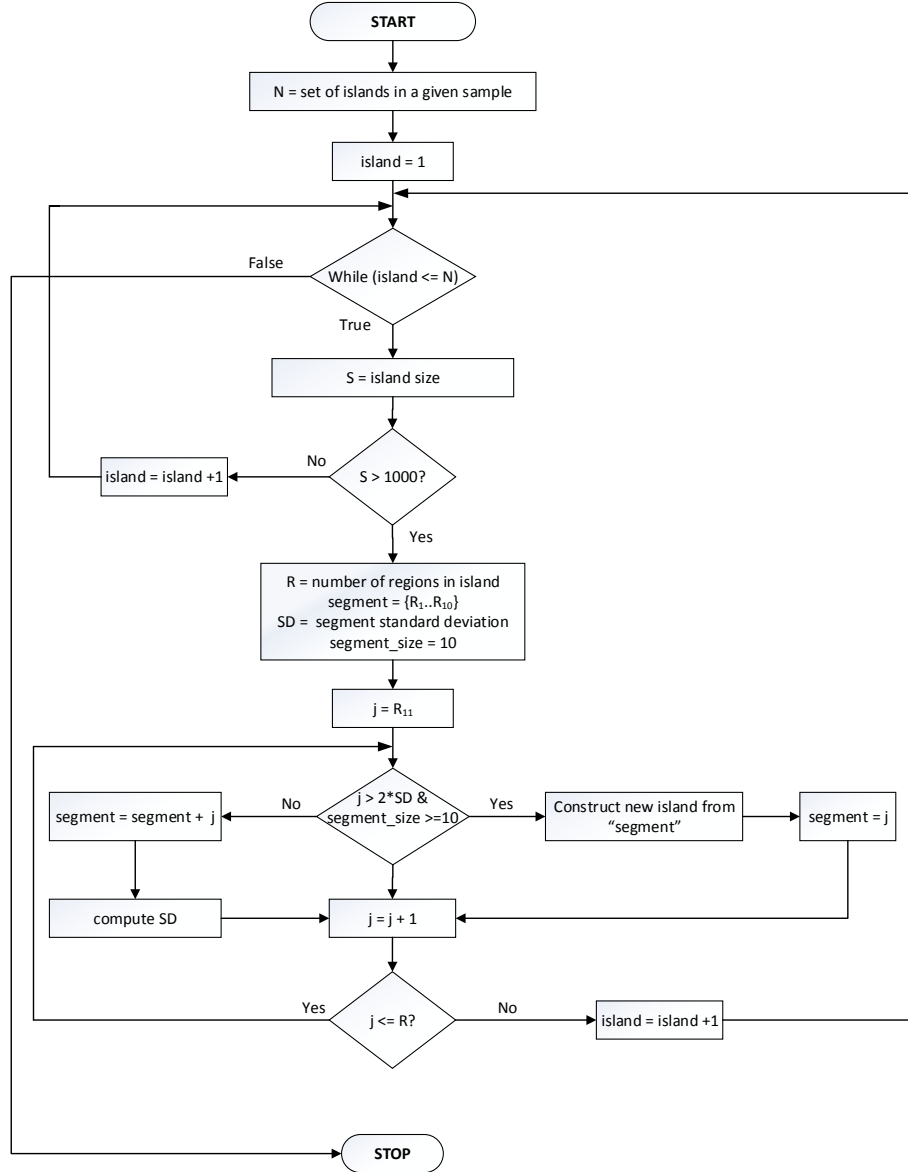 START
N = set of islands in a given sample
island = 1
False
While (island <= N)
True
S = island size
No
island = island +1
S > 1000?
Yes
R = number of regions in island
segment = {R₁..R₁₀}
SD = segment standard deviation
segment_size = 10
j = R₁₁
segment = segment + j
No
j > 2*SD &
segment_size >=10
Yes
Construct new island from
“segment”
segment = j
compute SD
j = j + 1
Yes
j <= R?
No
island = island +1
STOP